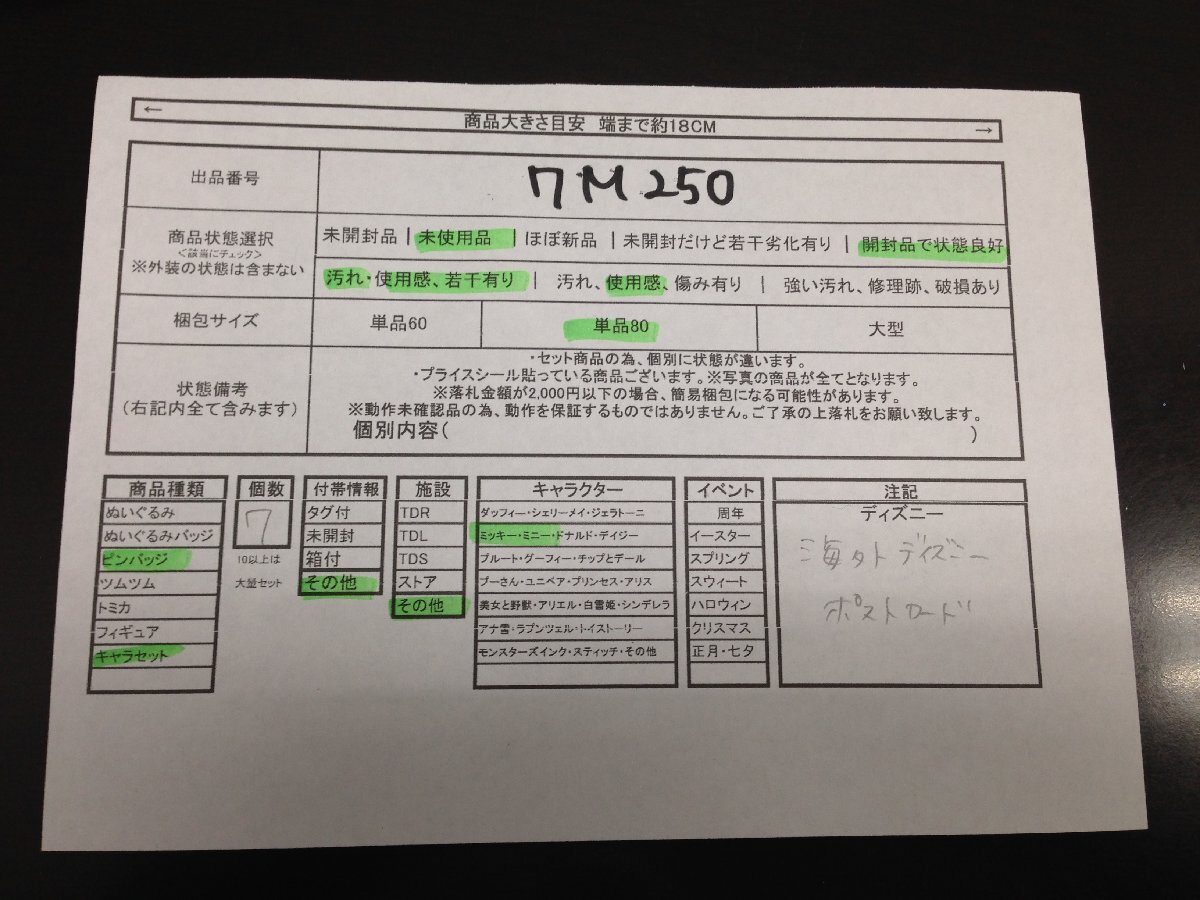 ← 商品大きさ目安 端まで約18CM →
出品番号 7M250
商品状態選択
<該当にチェック>
※外装の状態は含まない
未開封品 | 未使用品 | ほぼ新品 | 未開封だけど若干劣化有り | 開封品で状態良好
汚れ・使用感、若干有り | 汚れ、使用感、傷み有り | 強い汚れ、修理跡、破損あり
梱包サイズ 単品60 単品80 大型
状態備考
(右記内全て含みます)
・セット商品の為、個別に状態が違います。
・プライスシール貼っている商品ございます。※写真の商品が全てとなります。
※落札金額が2,000円以下の場合、簡易梱包になる可能性があります。
※動作未確認品の為、動作を保証するものではありません。ご了承の上落札をお願い致します。
個別内容( )
商品種類
ぬいぐるみ
ぬいぐるみバッジ
ピンバッジ
ツムツム
トミカ
フィギュア
キャラセット
個数
7
10以上は
大量セット
付帯情報
タグ付
未開封
箱付
その他
施設
TDR
TDL
TDS
ストア
その他
キャラクター
ダッフィー・シェリーメイ・ジェラトーニ
ミッキー・ミニー・ドナルド・デイジー
プルート・グーフィー・チップとデール
プーさん・ユニベア・プリンセス・アリス
美女と野獣・アリエル・白雪姫・シンデレラ
アナ雪・ラプンツェル・トイストーリー
モンスターズインク・スティッチ・その他
イベント
周年
イースター
スプリング
スウィート
ハロウィン
クリスマス
正月・七夕
注記
ディズニー
海外ディズニー
ポストカード